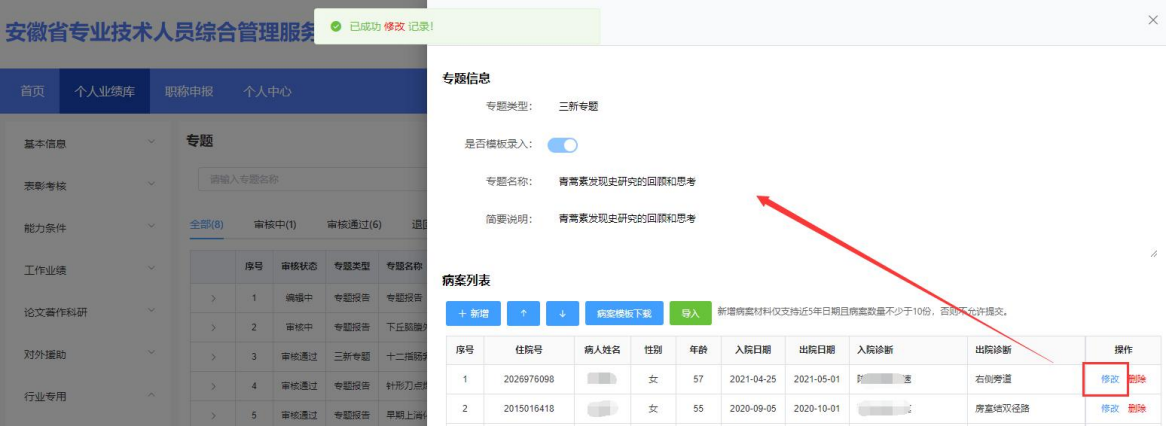 安徽省专业技术人员综合管理服务
已成功 修改 记录!
首页 个人业绩库 职称申报 个人中心
基本信息
表彰考核
能力条件
工作业绩
论文著作科研
对外援助
行业专用
专题
请输入专题名称
全部(8) 审核中(1) 审核通过(6) 退回
序号 审核状态 专题类型 专题名称
1 编辑中 专题报告 专题报告
2 审核中 专题报告 下丘脑腹外
3 审核通过 三新专题 十二指肠旁
4 审核通过 专题报告 针形刀点灼
5 审核通过 专题报告 早期上消化
专题信息
专题类型: 三新专题
是否模板录入:
专题名称: 青蒿素发现史研究的回顾和思考
简要说明: 青蒿素发现史研究的回顾和思考
病案列表
+ 新增 ↑ ↓ 病案模板下载 导入 新增病案材料仅支持近5年日期且病案数量不少于10份，否则不允许提交。
序号 住院号 病人姓名 性别 年龄 入院日期 出院日期 入院诊断 出院诊断 操作
1 2026976098 女 57 2021-04-25 2021-05-01 右侧旁道 修改 删除
2 2015016418 女 55 2020-09-05 2020-10-01 房室结双径路 修改 删除